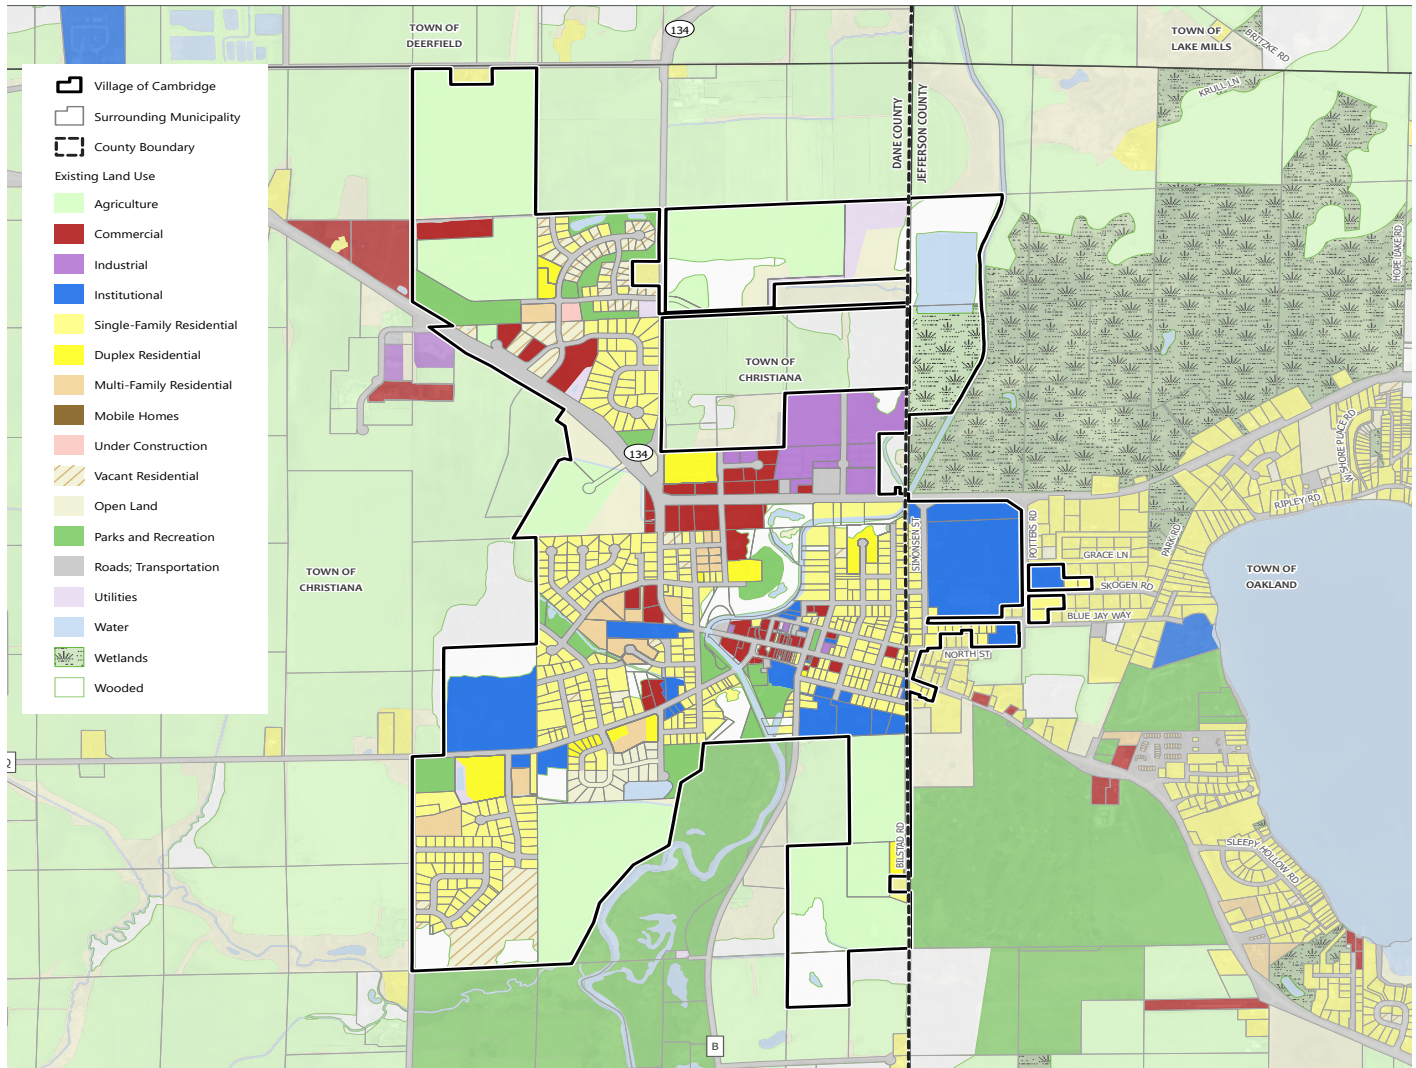 TOWN OF
DEERFIELD
134
TOWN OF
LAKE MILLS
BRITZKE RD
KRULL LN
Village of Cambridge
Surrounding Municipality
County Boundary
Existing Land Use
Agriculture
Commercial
Industrial
Institutional
Single-Family Residential
Duplex Residential
Multi-Family Residential
Mobile Homes
Under Construction
Vacant Residential
Open Land
Parks and Recreation
Roads; Transportation
Utilities
Water
Wetlands
Wooded
DANE COUNTY
JEFFERSON COUNTY
HOPE LAKE RD
TOWN OF
CHRISTIANA
134
W SHORE PLACE RD
RIPLEY RD
SIMONSEN ST
POTTERS RD
PARK RD
GRACE LN
SKOGEN RD
BLUE JAY WAY
NORTH ST
TOWN OF
CHRISTIANA
TOWN OF
OAKLAND
BILSTAD RD
SLEEPY HOLLOW RD
B